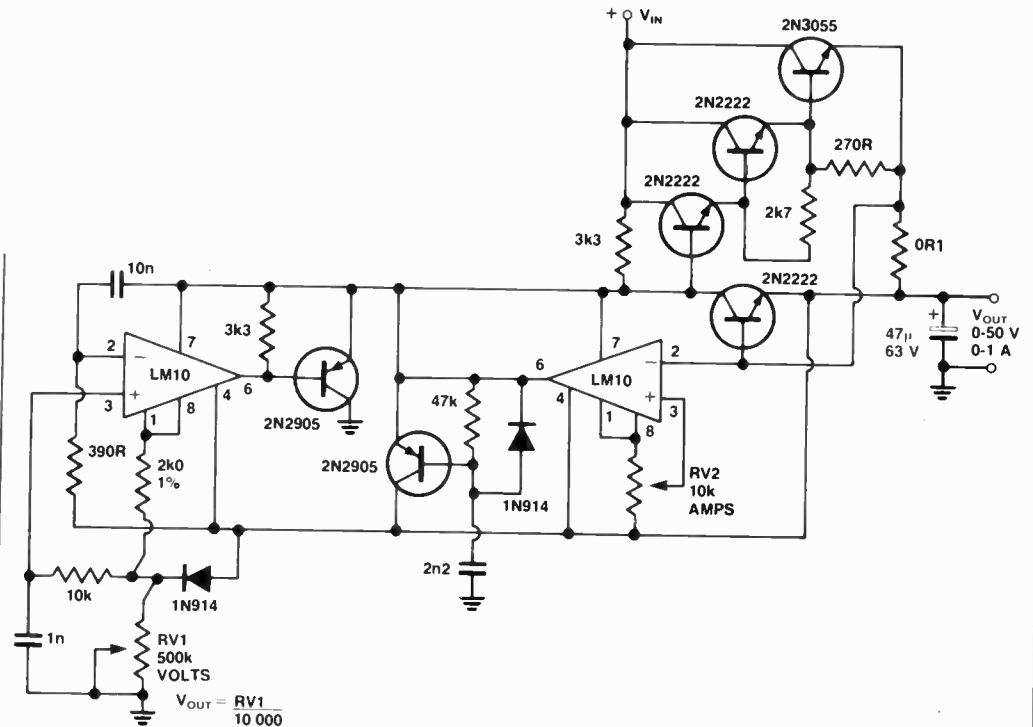 + V_IN
2N3055
2N2222
270R
2N2222
2k7
3k3
0R1
10n
2N2222
+
V_OUT
0-50 V
0-1 A
47µ
63 V
3k3
2
−
7
LM10
6
4
3
+
1
8
2N2905
6
7
LM10
−
2
4
+
3
1
8
47k
390R
2k0
1%
2N2905
1N914
RV2
10k
AMPS
2n2
10k
1N914
1n
RV1
500k
VOLTS
V_OUT = RV1
10 000